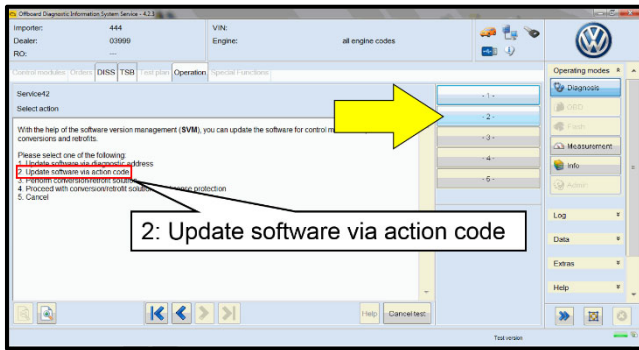 Offboard Diagnostic Information System Service - 4.2.3
Importer: 444 VIN:
Dealer: 03999 Engine: all engine codes
RO: ---
Control modules Orders DISS TSB Test plan Operation Special Functions
Operating modes
Service42
Select action
With the help of the software version management (SVM), you can update the software for control
conversions and retrofits.
Please select one of the following:
1. Update software via diagnostic address
2. Update software via action code
3. Perform conversion/retrofit
4. Proceed with conversion/retrofit protection
5. Cancel
2: Update software via action code
- 1 -
- 2 -
- 3 -
- 4 -
- 5 -
Diagnosis
OBD
Flash
Measurement
Info
Admin
Log
Data
Extras
Help
Help Cancel test
Test version